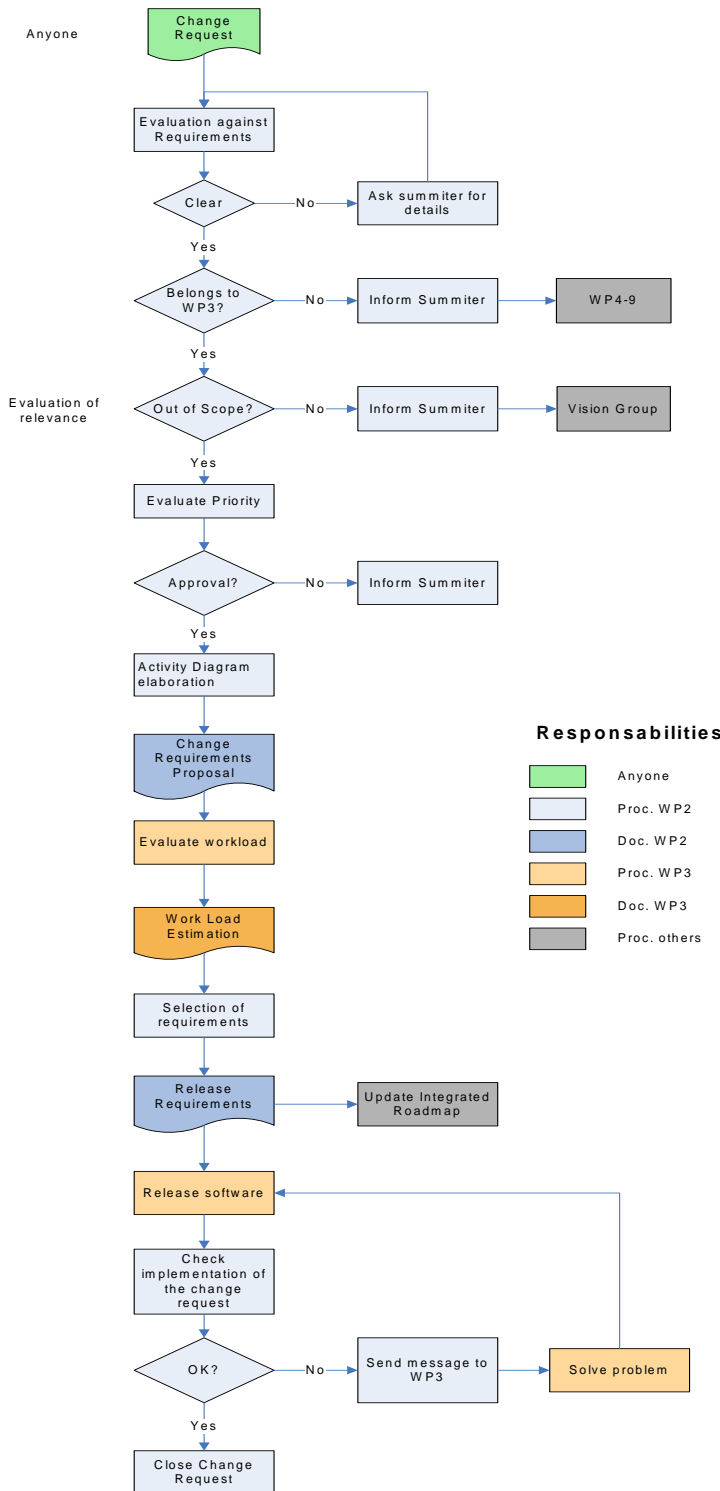 Anyone
Change
Request
Evaluation against
Requirements
Clear
No
Ask summiter for
details
Yes
Belongs to
WP3?
No
Inform Summiter
WP4-9
Yes
Evaluation of
relevance
Out of Scope?
No
Inform Summiter
Vision Group
Yes
Evaluate Priority
Approval?
No
Inform Summiter
Yes
Activity Diagram
elaboration
Change
Requirements
Proposal
Evaluate workload
Work Load
Estimation
Selection of
requirements
Release
Requirements
Update Integrated
Roadmap
Release software
Check
implementation of
the change
request
OK?
No
Send message to
WP3
Solve problem
Yes
Close Change
Request
Responsabilities
Anyone
Proc. WP2
Doc. WP2
Proc. WP3
Doc. WP3
Proc. others